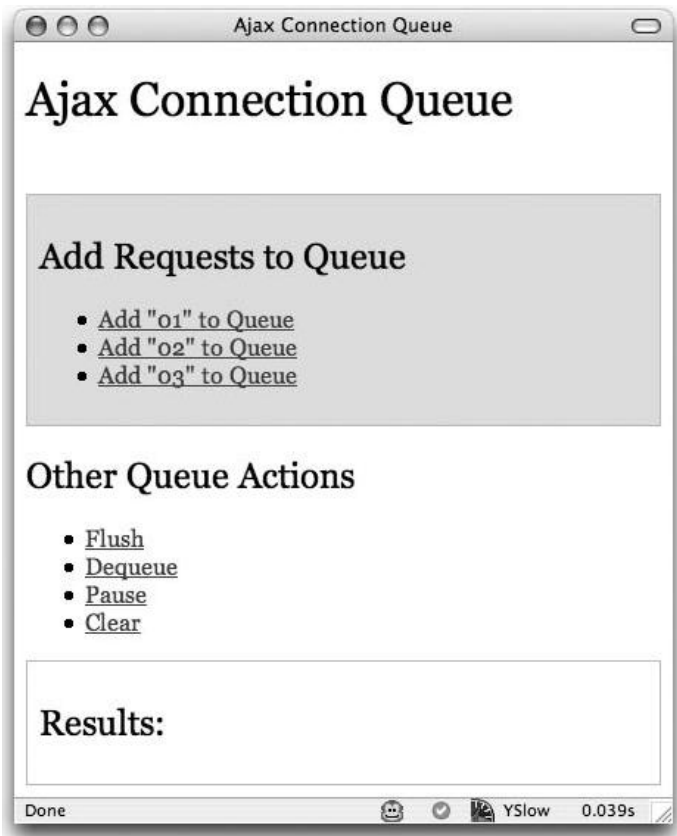 Ajax Connection Queue
Ajax Connection Queue
Add Requests to Queue
Add "01" to Queue
Add "02" to Queue
Add "03" to Queue
Other Queue Actions
Flush
Dequeue
Pause
Clear
Results:
Done YSlow 0.039s